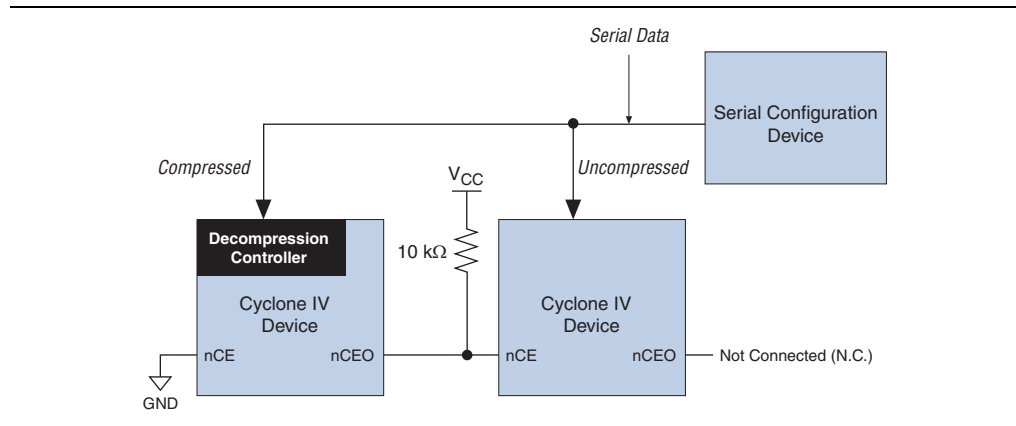 Serial Data
Serial Configuration
Device
Compressed
Uncompressed
VCC
Decompression
Controller
10 kΩ
Cyclone IV
Device
Cyclone IV
Device
nCE
nCEO
nCE
nCEO
Not Connected (N.C.)
GND